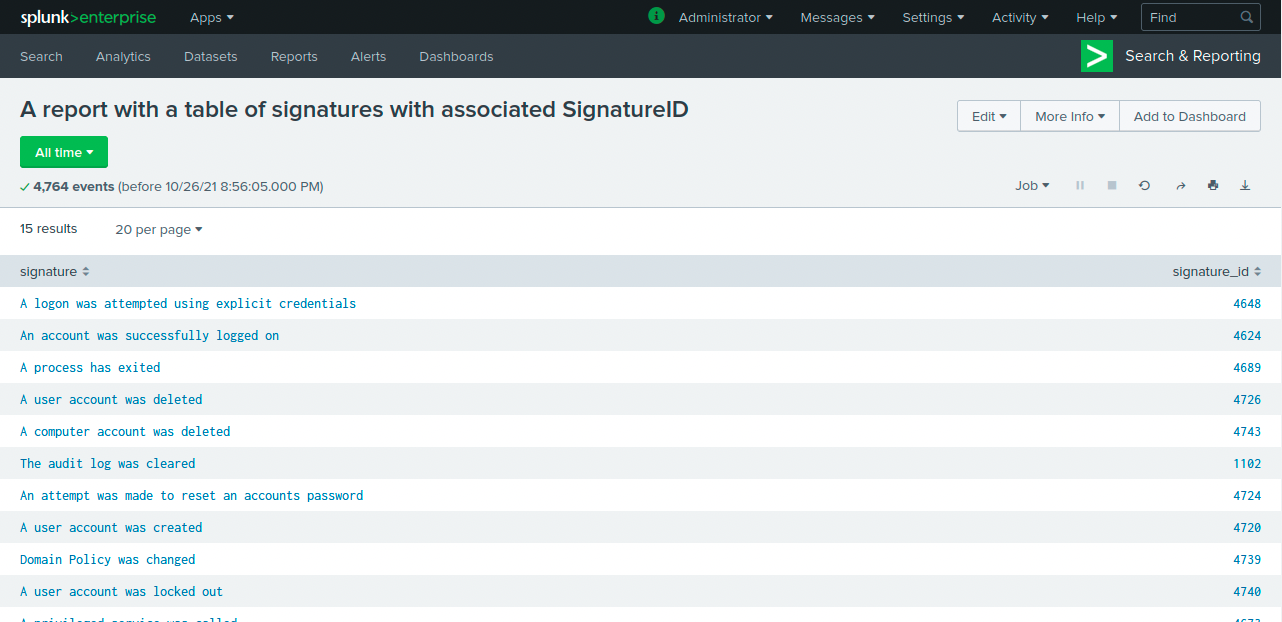 splunk>enterprise Apps Administrator Messages Settings Activity Help Find
Search Analytics Datasets Reports Alerts Dashboards Search & Reporting
A report with a table of signatures with associated SignatureID
Edit More Info Add to Dashboard
All time
4,764 events (before 10/26/21 8:56:05.000 PM)
Job
15 results 20 per page
signature signature_id
A logon was attempted using explicit credentials 4648
An account was successfully logged on 4624
A process has exited 4689
A user account was deleted 4726
A computer account was deleted 4743
The audit log was cleared 1102
An attempt was made to reset an accounts password 4724
A user account was created 4720
Domain Policy was changed 4739
A user account was locked out 4740
A privileged service was called 4673